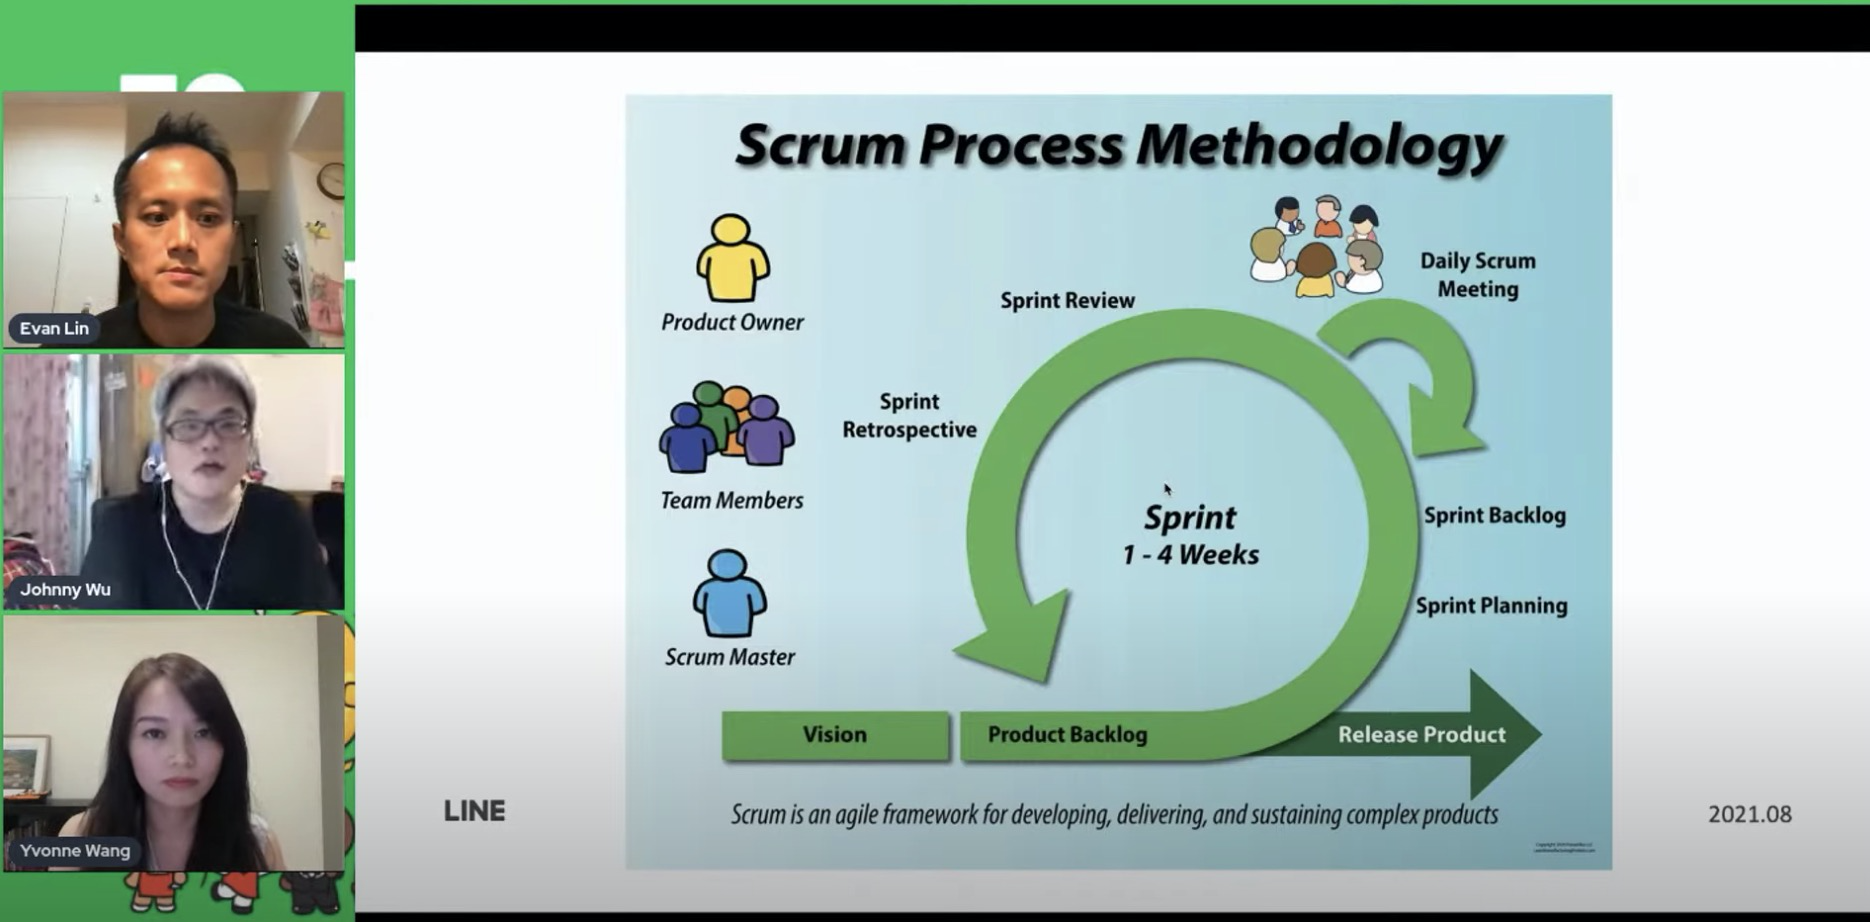 Evan Lin
Johnny Wu
Yvonne Wang
Scrum Process Methodology
Product Owner
Team Members
Scrum Master
Sprint Review
Daily Scrum
Meeting
Sprint
Retrospective
Sprint
1 - 4 Weeks
Sprint Backlog
Sprint Planning
Vision
Product Backlog
Release Product
Scrum is an agile framework for developing, delivering, and sustaining complex products
LINE
2021.08